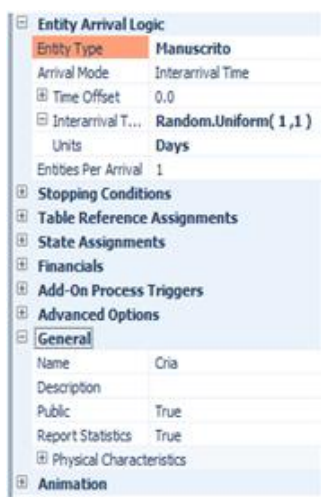 Entity Arrival Logic
Entity Type Manuscrito
Arrival Mode Interarrival Time
Time Offset 0.0
Interarrival T... Random.Uniform( 1 ,1 )
Units Days
Entities Per Arrival 1
Stopping Conditions
Table Reference Assignments
State Assignments
Financials
Add-On Process Triggers
Advanced Options
General
Name Cria
Description
Public True
Report Statistics True
Physical Characteristics
Animation